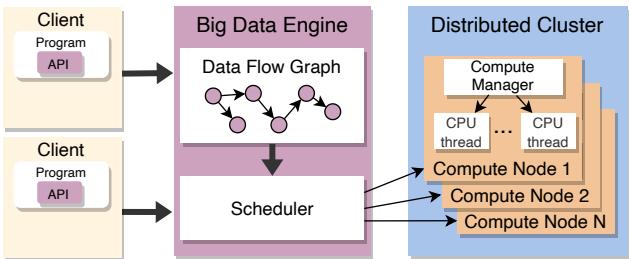 Client
Program
API
Client
Program
API
Big Data Engine
Data Flow Graph
Scheduler
Distributed Cluster
Compute
Manager
CPU
thread
...
CPU
thread
Compute Node 1
Compute Node 2
Compute Node N